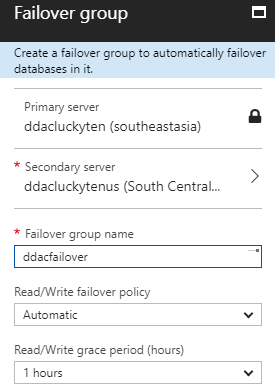 Failover group
Create a failover group to automatically failover
databases in it.
Primary server
ddacluckyten (southeastasia)
* Secondary server
ddacluckytenus (South Central...
* Failover group name
ddacfailover
Read/Write failover policy
Automatic
Read/Write grace period (hours)
1 hours